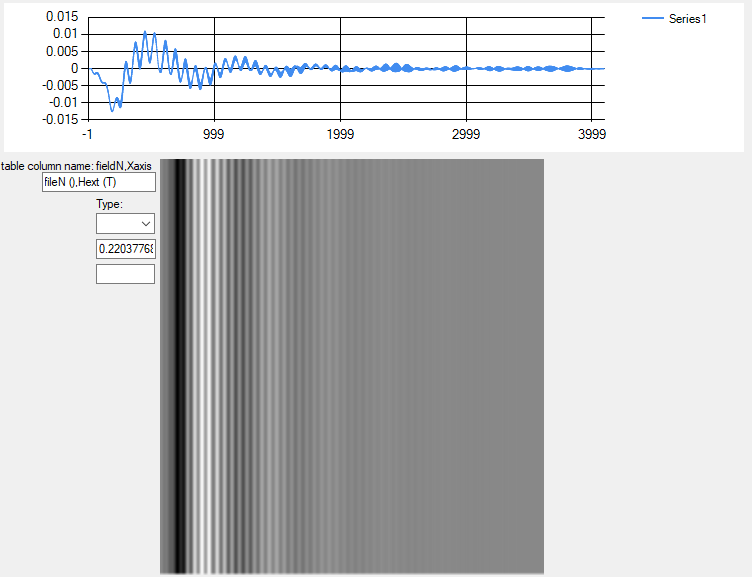 0.015
0.01
0.005
0
-0.005
-0.01
-0.015
-1 999 1999 2999 3999
Series1
table column name: fieldN,Xaxis
fileN (),Hext (T)
Type:
0.22037768